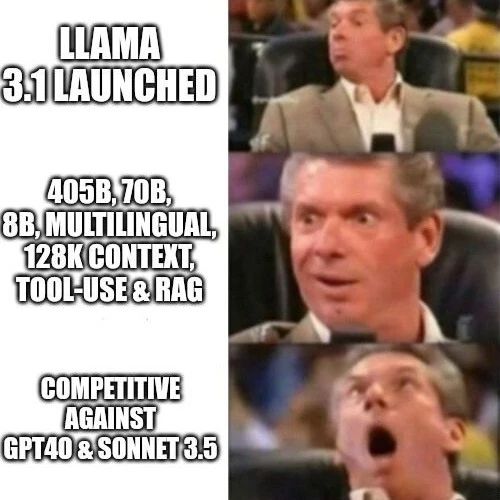 LLAMA
3.1 LAUNCHED
405B, 70B,
8B, MULTILINGUAL,
128K CONTEXT,
TOOL-USE & RAG
COMPETITIVE
AGAINST
GPT4O & SONNET 3.5